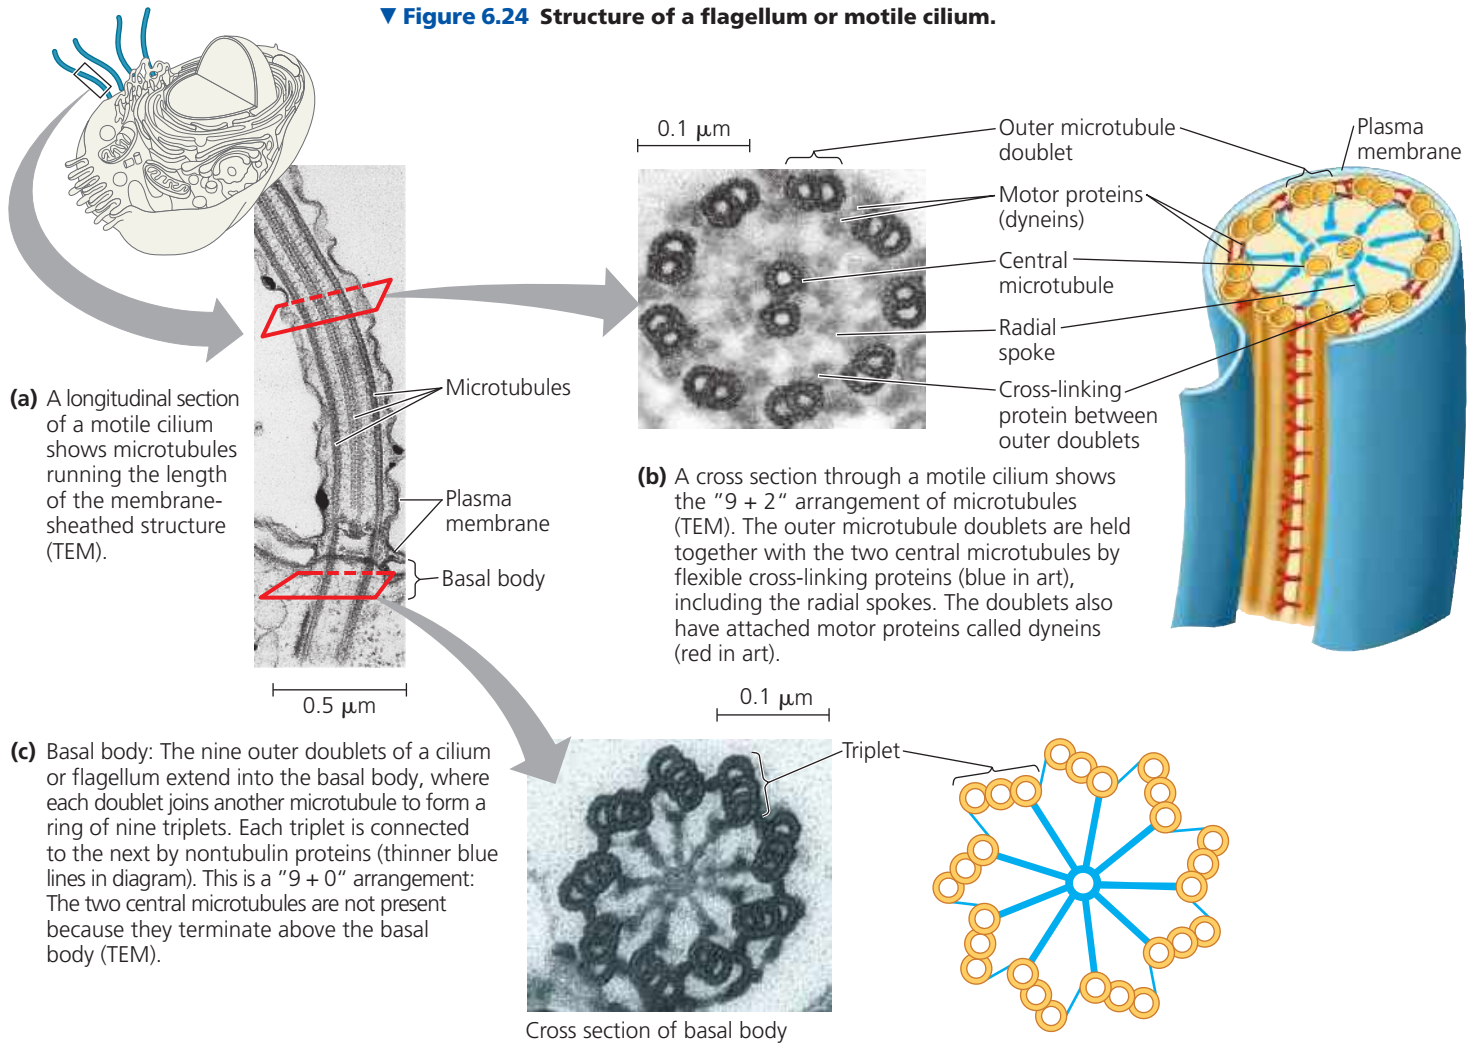 ▼ Figure 6.24 Structure of a flagellum or motile cilium.
0.1 μm
Outer microtubule
doublet
Plasma
membrane
Motor proteins
(dyneins)
Central
microtubule
Radial
spoke
Cross-linking
protein between
outer doublets
Microtubules
Plasma
membrane
Basal body
(a) A longitudinal section
of a motile cilium
shows microtubules
running the length
of the membrane-
sheathed structure
(TEM).
0.5 μm
(b) A cross section through a motile cilium shows
the "9 + 2" arrangement of microtubules
(TEM). The outer microtubule doublets are held
together with the two central microtubules by
flexible cross-linking proteins (blue in art),
including the radial spokes. The doublets also
have attached motor proteins called dyneins
(red in art).
0.1 μm
Triplet
(c) Basal body: The nine outer doublets of a cilium
or flagellum extend into the basal body, where
each doublet joins another microtubule to form a
ring of nine triplets. Each triplet is connected
to the next by nontubulin proteins (thinner blue
lines in diagram). This is a "9 + 0" arrangement:
The two central microtubules are not present
because they terminate above the basal
body (TEM).
Cross section of basal body